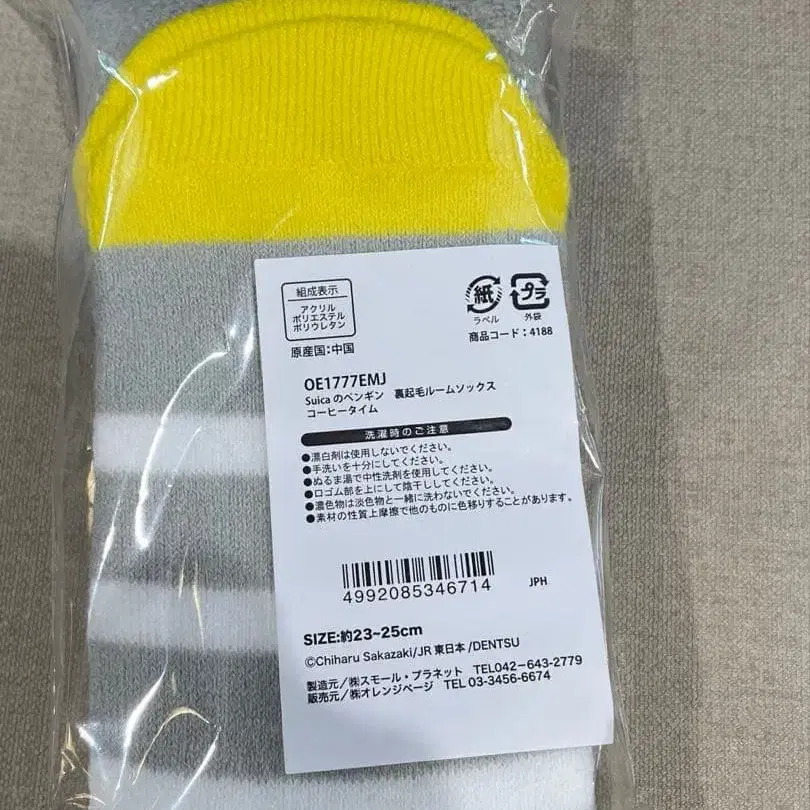 組成表示
アクリル
ポリエステル
ポリウレタン
原産国:中国
紙
ラベル
プラ
外袋
商品コード:4188
OE1777EMJ
Suicaのペンギン 裏起毛ルームソックス
コーヒータイム
洗濯時のご注意
●漂白剤は使用しないでください。
●手洗いを十分にしてください。
●ぬるま湯で中性洗剤を使用してください。
●口ゴム部を上にして陰干ししてください。
●濃色物は淡色物と一緒に洗わないでください。
●素材の性質上摩擦で他のものに色移りすることがあります。
4992085346714
JPH
SIZE:約23~25cm
©Chiharu Sakazaki/JR東日本/DENTSU
製造元/㈱スモール・プラネット TEL042-643-2779
販売元/㈱オレンジページ TEL 03-3456-6674